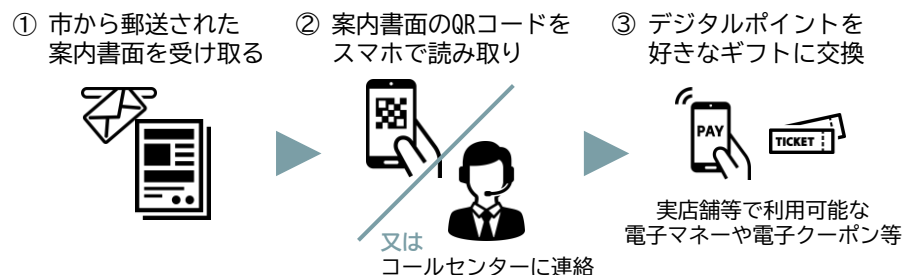 ① 市から郵送された
案内書面を受け取る
② 案内書面のQRコードを
スマホで読み取り
又は
コールセンターに連絡
③ デジタルポイントを
好きなギフトに交換
PAY
TICKET
実店舗等で利用可能な
電子マネーや電子クーポン等